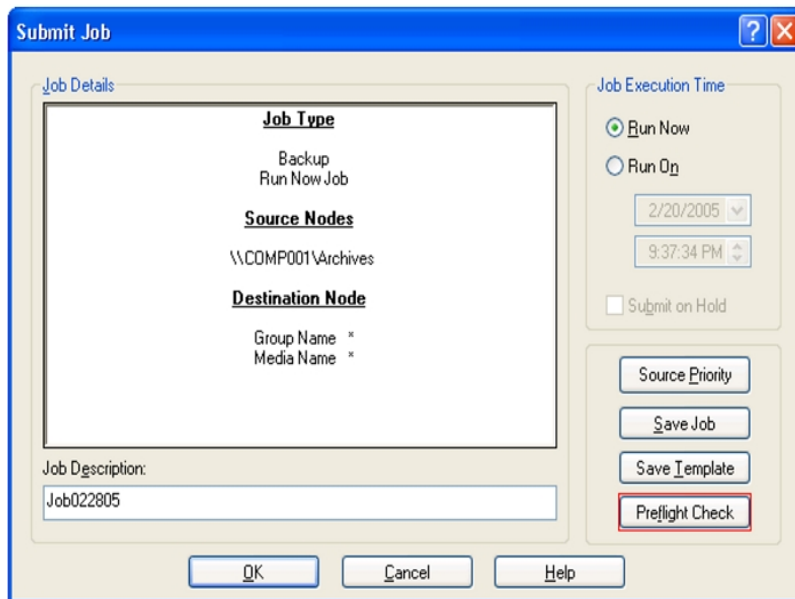 Submit Job
Job Details
Job Type
Backup
Run Now Job
Source Nodes
\\COMP001\Archives
Destination Node
Group Name *
Media Name *
Job Description:
Job022805
Job Execution Time
Run Now
Run On
2/20/2005
9:37:34 PM
Submit on Hold
Source Priority
Save Job
Save Template
Preflight Check
OK
Cancel
Help